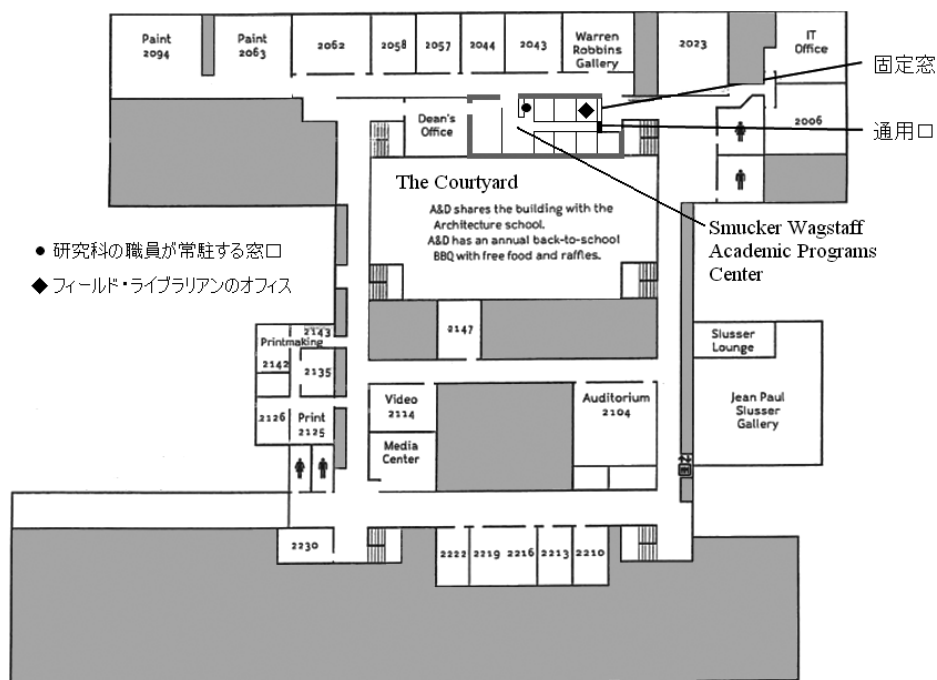 Paint
2094
Paint
2063
2062
2058
2057
2044
2043
Warren
Robbins
Gallery
2023
IT
Office
固定窓
Dean's
Office
2006
通用口
The Courtyard
A&D shares the building with the
Architecture school.
A&D has an annual back-to-school
BBQ with free food and raffles.
Smucker Wagstaff
Academic Programs
Center
● 研究科の職員が常駐する窓口
◆ フィールド・ライブラリアンのオフィス
2147
2143
Printmaking
2142
2135
Slusser
Lounge
Video
2114
Auditorium
2104
Jean Paul
Slusser
Gallery
2126
Print
2125
Media
Center
2230
2222
2219
2216
2213
2210